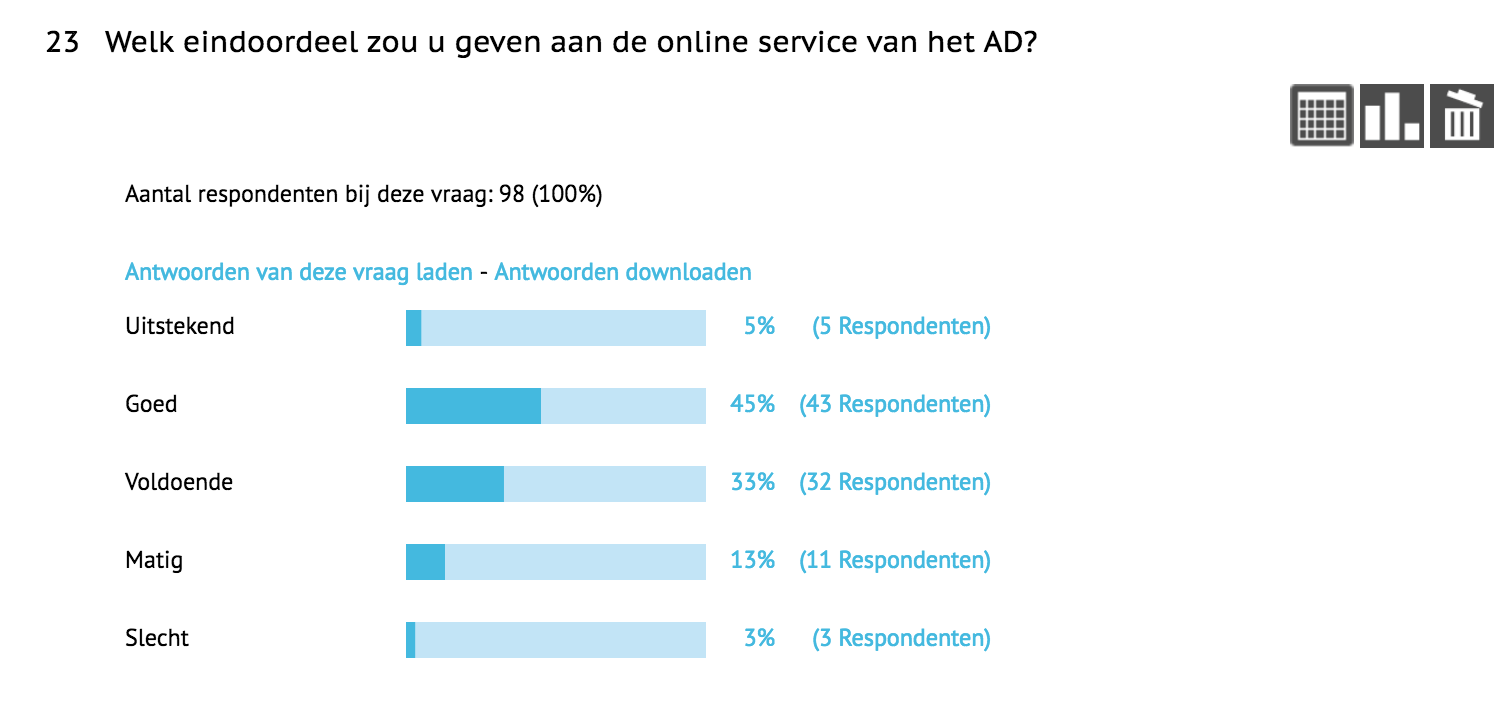 23 Welk eindoordeel zou u geven aan de online service van het AD?
Aantal respondenten bij deze vraag: 98 (100%)
Antwoorden van deze vraag laden - Antwoorden downloaden
Uitstekend 5% (5 Respondenten)
Goed 45% (43 Respondenten)
Voldoende 33% (32 Respondenten)
Matig 13% (11 Respondenten)
Slecht 3% (3 Respondenten)